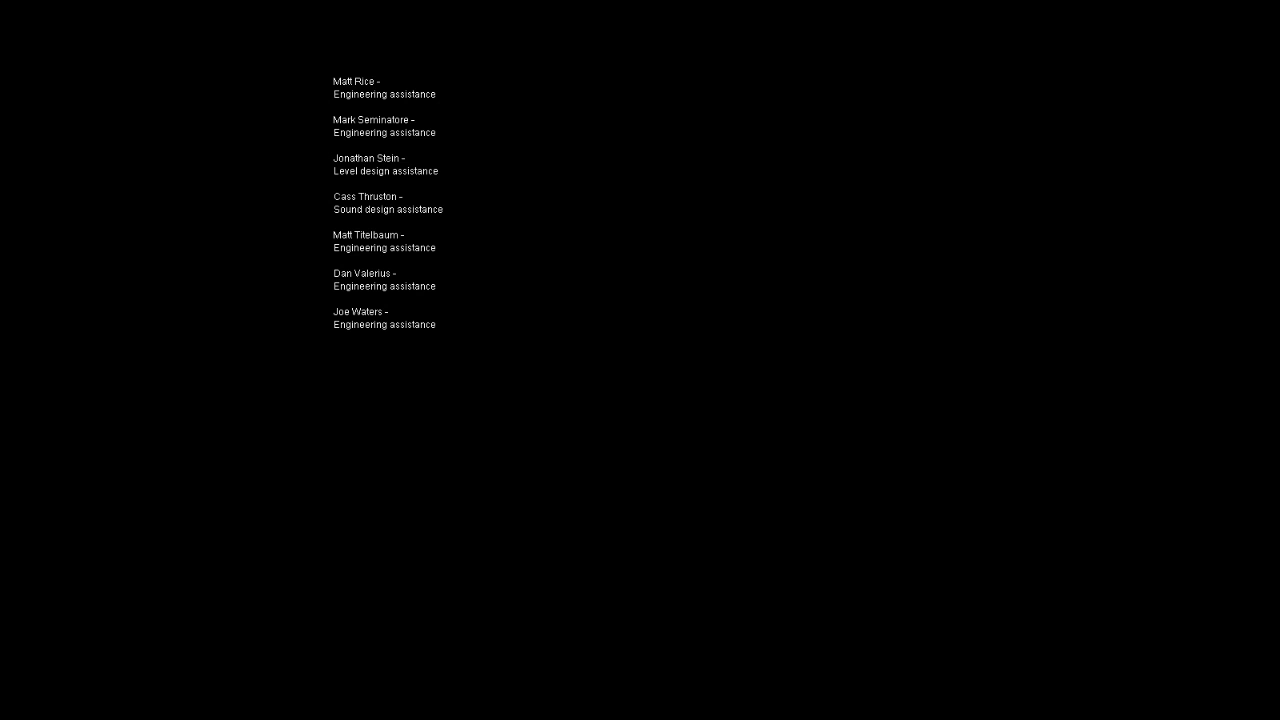 Matt Rice -
Engineering assistance
Mark Seminatore -
Engineering assistance
Jonathan Stein -
Level design assistance
Cass Thruston -
Sound design assistance
Matt Titelbaum -
Engineering assistance
Dan Valerius -
Engineering assistance
Joe Waters -
Engineering assistance